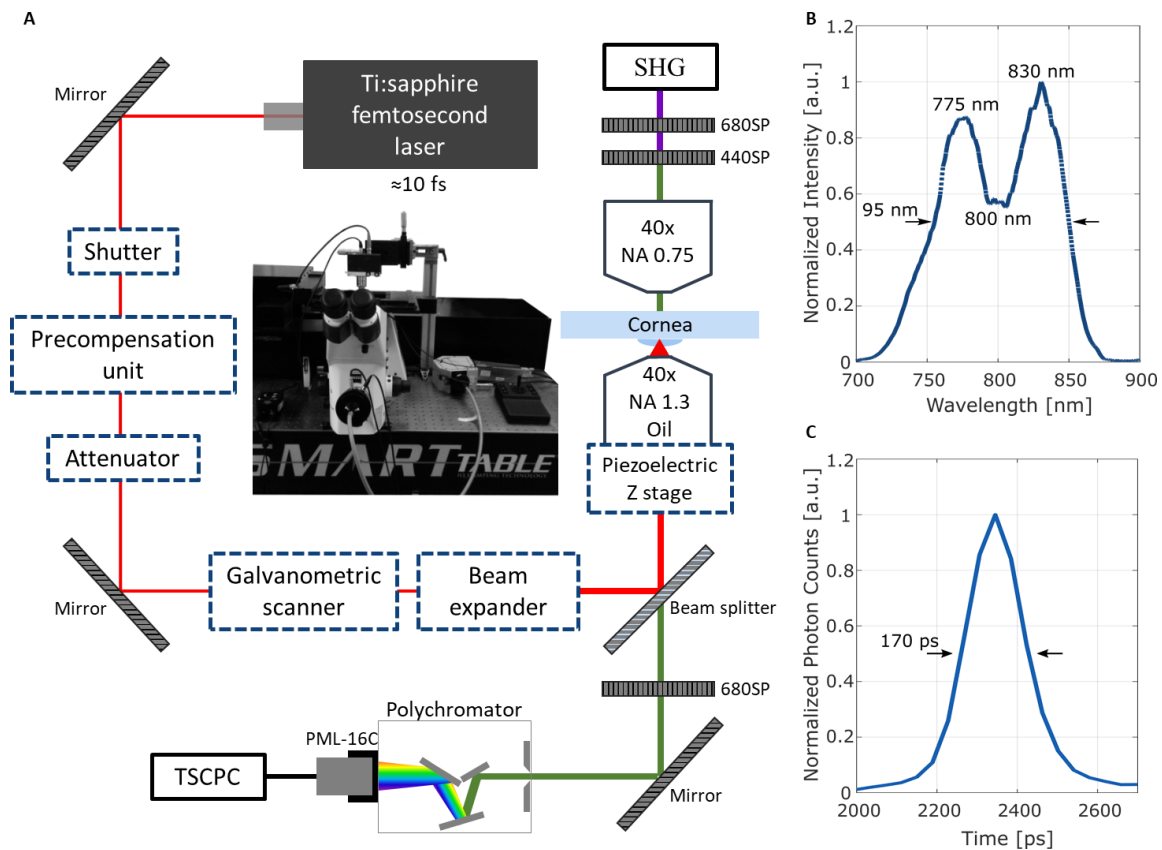 A
Ti:sapphire
femtosecond
laser
≈10 fs
Mirror
Shutter
Precompensation
unit
Attenuator
Mirror
Galvanometric
scanner
Beam
expander
Beam splitter
SHG
680SP
440SP
40x
NA 0.75
Cornea
40x
NA 1.3
Oil
Piezoelectric
Z stage
SMART TABLE
680SP
Mirror
Polychromator
PML-16C
TSCPC
B
Normalized Intensity [a.u.]
1.2
1
0.8
0.6
0.4
0.2
0
775 nm
830 nm
95 nm
800 nm
700
750
800
850
900
Wavelength [nm]
C
Normalized Photon Counts [a.u.]
1.2
1
0.8
0.6
0.4
0.2
0
170 ps
2000
2200
2400
2600
Time [ps]